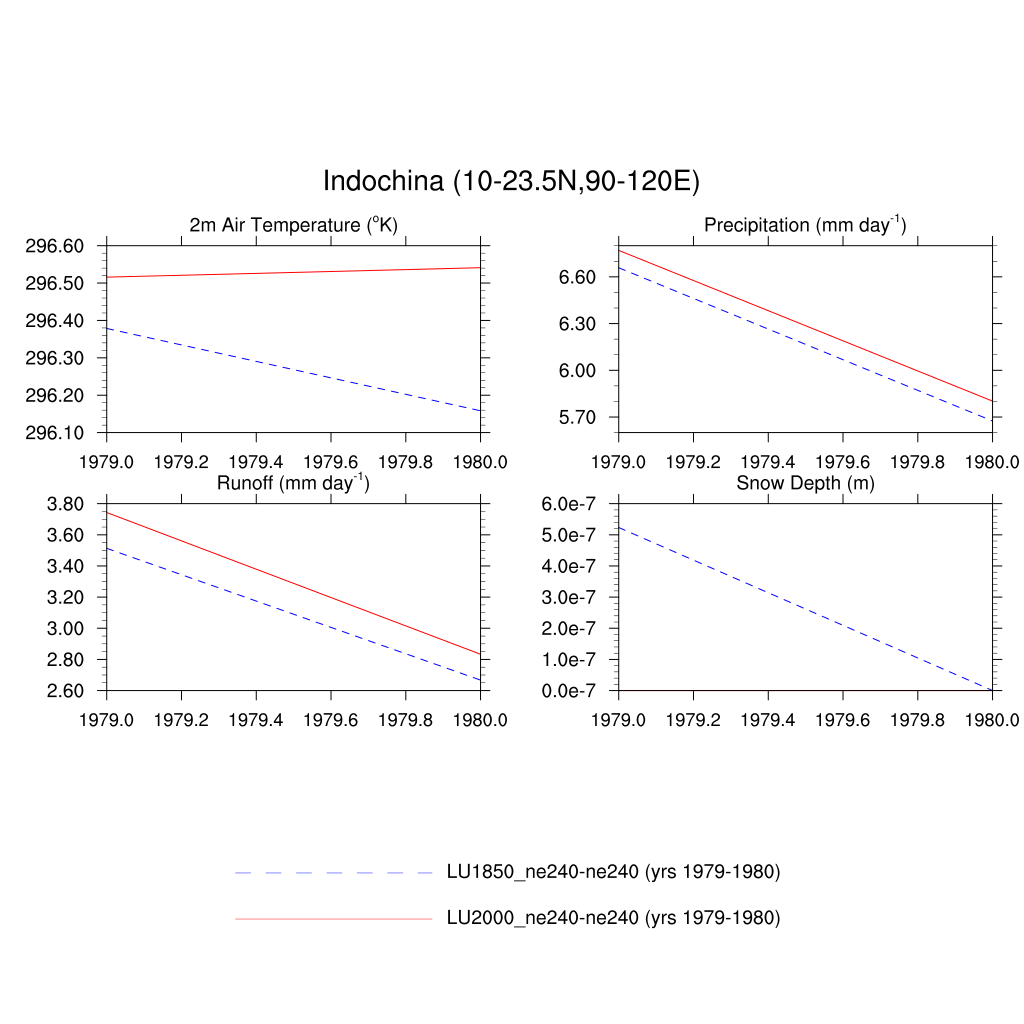 Indochina (10-23.5N,90-120E)
2m Air Temperature (°K)
296.60
296.50
296.40
296.30
296.20
296.10
1979.0 1979.2 1979.4 1979.6 1979.8 1980.0
Precipitation (mm day⁻¹)
6.60
6.30
6.00
5.70
1979.0 1979.2 1979.4 1979.6 1979.8 1980.0
Runoff (mm day⁻¹)
3.80
3.60
3.40
3.20
3.00
2.80
2.60
1979.0 1979.2 1979.4 1979.6 1979.8 1980.0
Snow Depth (m)
6.0e-7
5.0e-7
4.0e-7
3.0e-7
2.0e-7
1.0e-7
0.0e-7
1979.0 1979.2 1979.4 1979.6 1979.8 1980.0
LU1850_ne240-ne240 (yrs 1979-1980)
LU2000_ne240-ne240 (yrs 1979-1980)